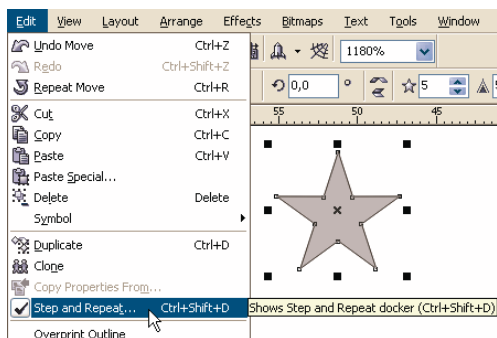 Edit View Layout Arrange Effects Bitmaps Text Tools Window
Undo Move Ctrl+Z
1180%
Redo Ctrl+Shift+Z
Repeat Move Ctrl+R
0,0 ° 5
Cut Ctrl+X
55 50 45
Copy Ctrl+C
Paste Ctrl+V
Paste Special...
Delete Delete
Symbol
Duplicate Ctrl+D
Clone
Copy Properties From...
Step and Repeat... Ctrl+Shift+D
Shows Step and Repeat docker (Ctrl+Shift+D)
Overprint Outline